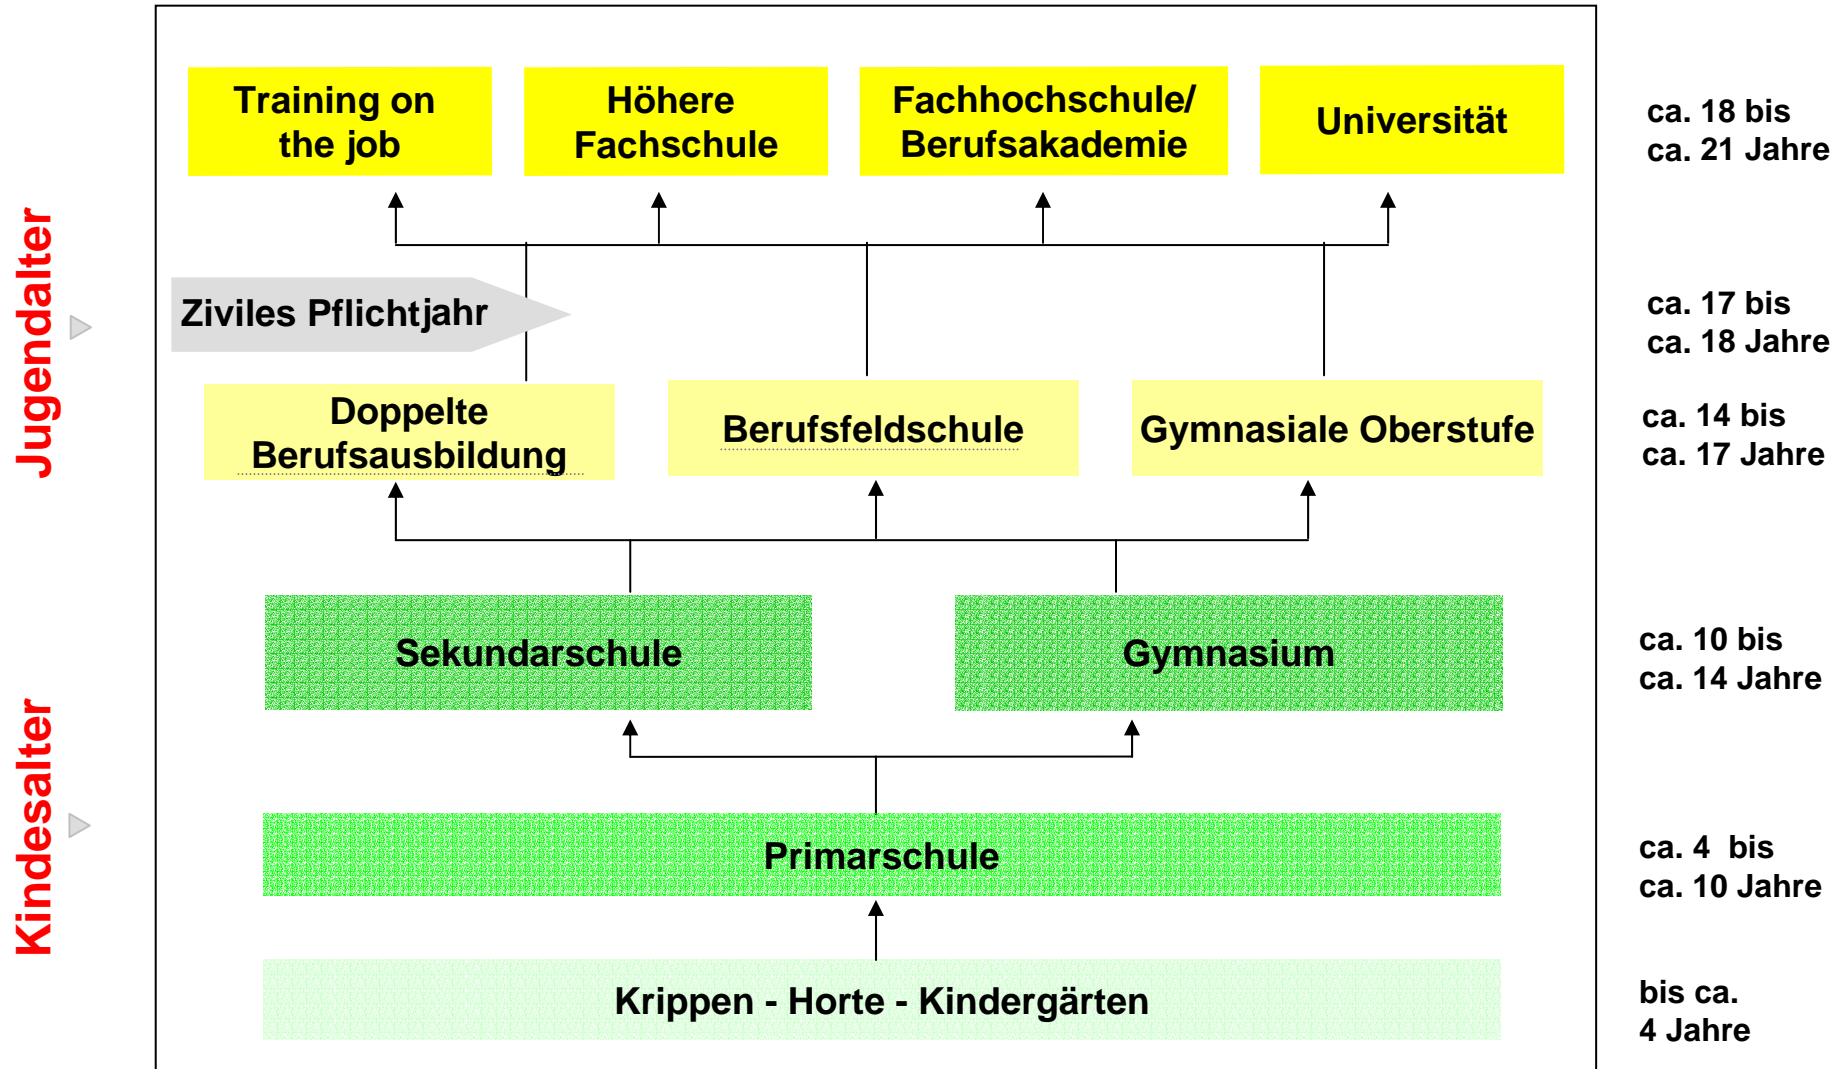 Training on
the job
Höhere
Fachschule
Fachhochschule/
Berufsakademie
Universität
ca. 18 bis
ca. 21 Jahre
Jugendalter
Ziviles Pflichtjahr
ca. 17 bis
ca. 18 Jahre
Doppelte
Berufsausbildung
Berufsfeldschule
Gymnasiale Oberstufe
ca. 14 bis
ca. 17 Jahre
Sekundarschule
Gymnasium
ca. 10 bis
ca. 14 Jahre
Kindesalter
Primarschule
ca. 4 bis
ca. 10 Jahre
Krippen - Horte - Kindergärten
bis ca.
4 Jahre